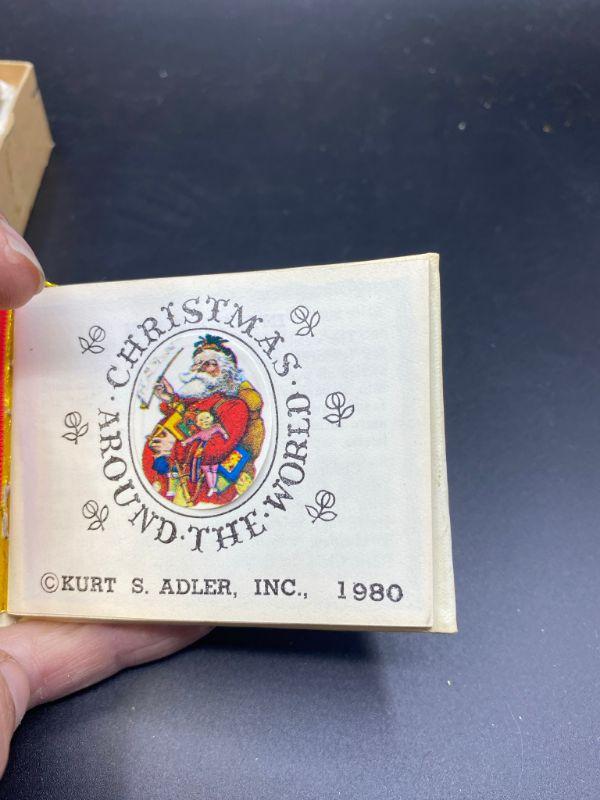 ·CHRISTMAS·
AROUND·THE·WORLD
©KURT S. ADLER, INC., 1980